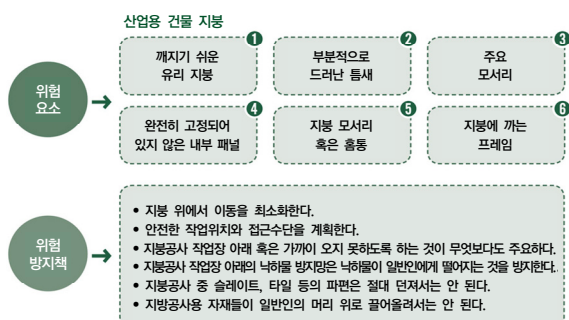 산업용 건물 지붕
위험
요소
1
깨지기 쉬운
유리 지붕
2
부분적으로
드러난 틈새
3
주요
모서리
4
완전히 고정되어
있지 않은 내부 패널
5
지붕 모서리
혹은 홈통
6
지붕에 까는
프레임
위험
방지책
• 지붕 위에서 이동을 최소화한다.
• 안전한 작업위치와 접근수단을 계획한다.
• 지붕공사 작업장 아래 혹은 가까이 오지 못하도록 하는 것이 무엇보다도 주요하다.
• 지붕공사 작업장 아래의 낙하물 방지망은 낙하물이 일반인에게 떨어지는 것을 방지한다..
• 지붕공사 중 슬레이트, 타일 등의 파편은 절대 던져서는 안 된다.
• 지방공사용 자재들이 일반인의 머리 위로 끌어올려서는 안 된다.